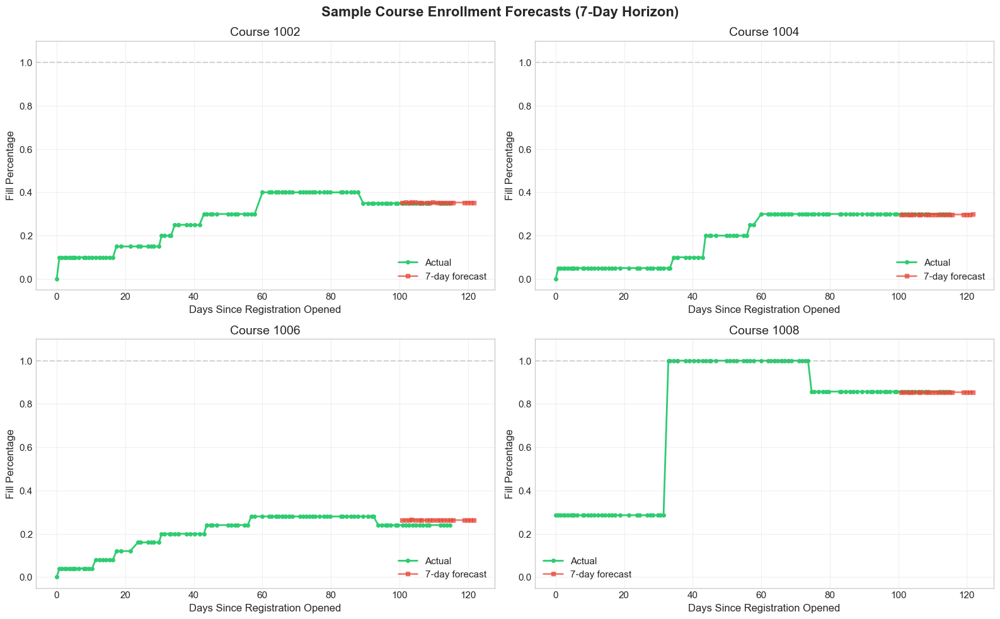 Sample Course Enrollment Forecasts (7-Day Horizon)
Course 1002
1.0
0.8
0.6
0.4
0.2
0.0
Fill Percentage
Actual
7-day forecast
0 20 40 60 80 100 120
Days Since Registration Opened
Course 1004
1.0
0.8
0.6
0.4
0.2
0.0
Fill Percentage
Actual
7-day forecast
0 20 40 60 80 100 120
Days Since Registration Opened
Course 1006
1.0
0.8
0.6
0.4
0.2
0.0
Fill Percentage
Actual
7-day forecast
0 20 40 60 80 100 120
Days Since Registration Opened
Course 1008
1.0
0.8
0.6
0.4
0.2
0.0
Fill Percentage
Actual
7-day forecast
0 20 40 60 80 100 120
Days Since Registration Opened